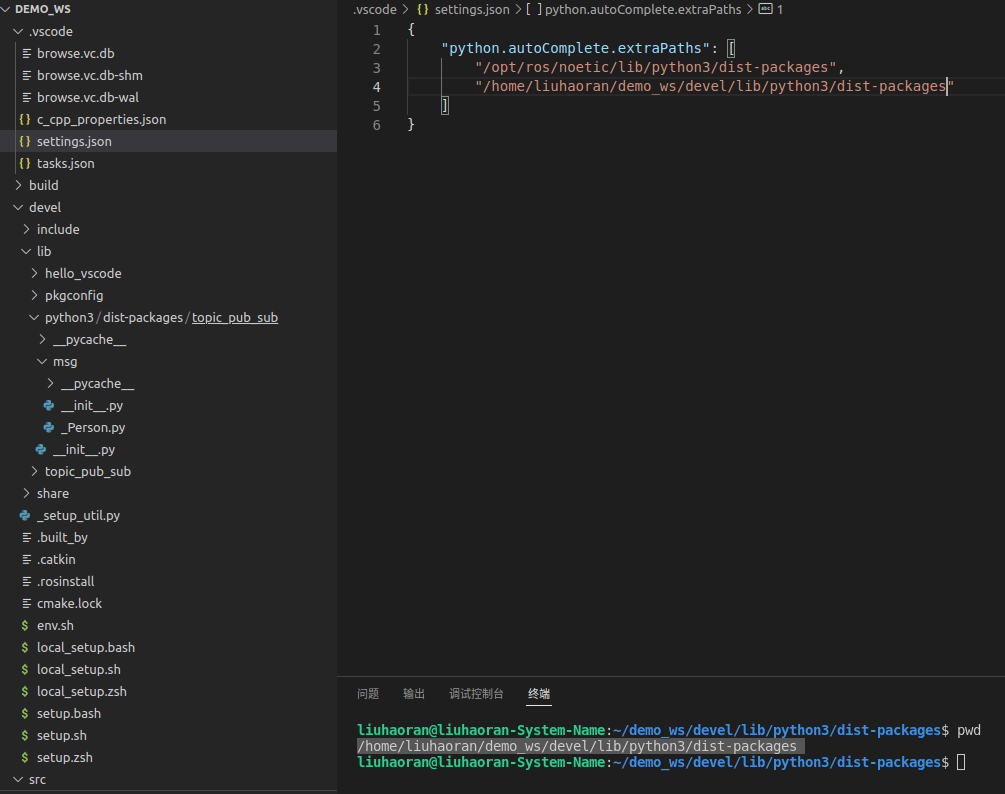 DEMO_WS
.vscode
browse.vc.db
browse.vc.db-shm
browse.vc.db-wal
{} c_cpp_properties.json
{} settings.json
{} tasks.json
build
devel
include
lib
hello_vscode
pkgconfig
python3/dist-packages/topic_pub_sub
__pycache__
msg
__pycache__
__init__.py
_Person.py
__init__.py
topic_pub_sub
share
_setup_util.py
.built_by
.catkin
.rosinstall
cmake.lock
$ env.sh
$ local_setup.bash
$ local_setup.sh
$ local_setup.zsh
$ setup.bash
$ setup.sh
$ setup.zsh
src
.vscode > {} settings.json > [ ] python.autoComplete.extraPaths > abc 1
1 {
2 "python.autoComplete.extraPaths": [
3 "/opt/ros/noetic/lib/python3/dist-packages",
4 "/home/liuhaoran/demo_ws/devel/lib/python3/dist-packages"
5 ]
6 }
问题 输出 调试控制台 终端
liuhaoran@liuhaoran-System-Name:~/demo_ws/devel/lib/python3/dist-packages$ pwd
/home/liuhaoran/demo_ws/devel/lib/python3/dist-packages
liuhaoran@liuhaoran-System-Name:~/demo_ws/devel/lib/python3/dist-packages$